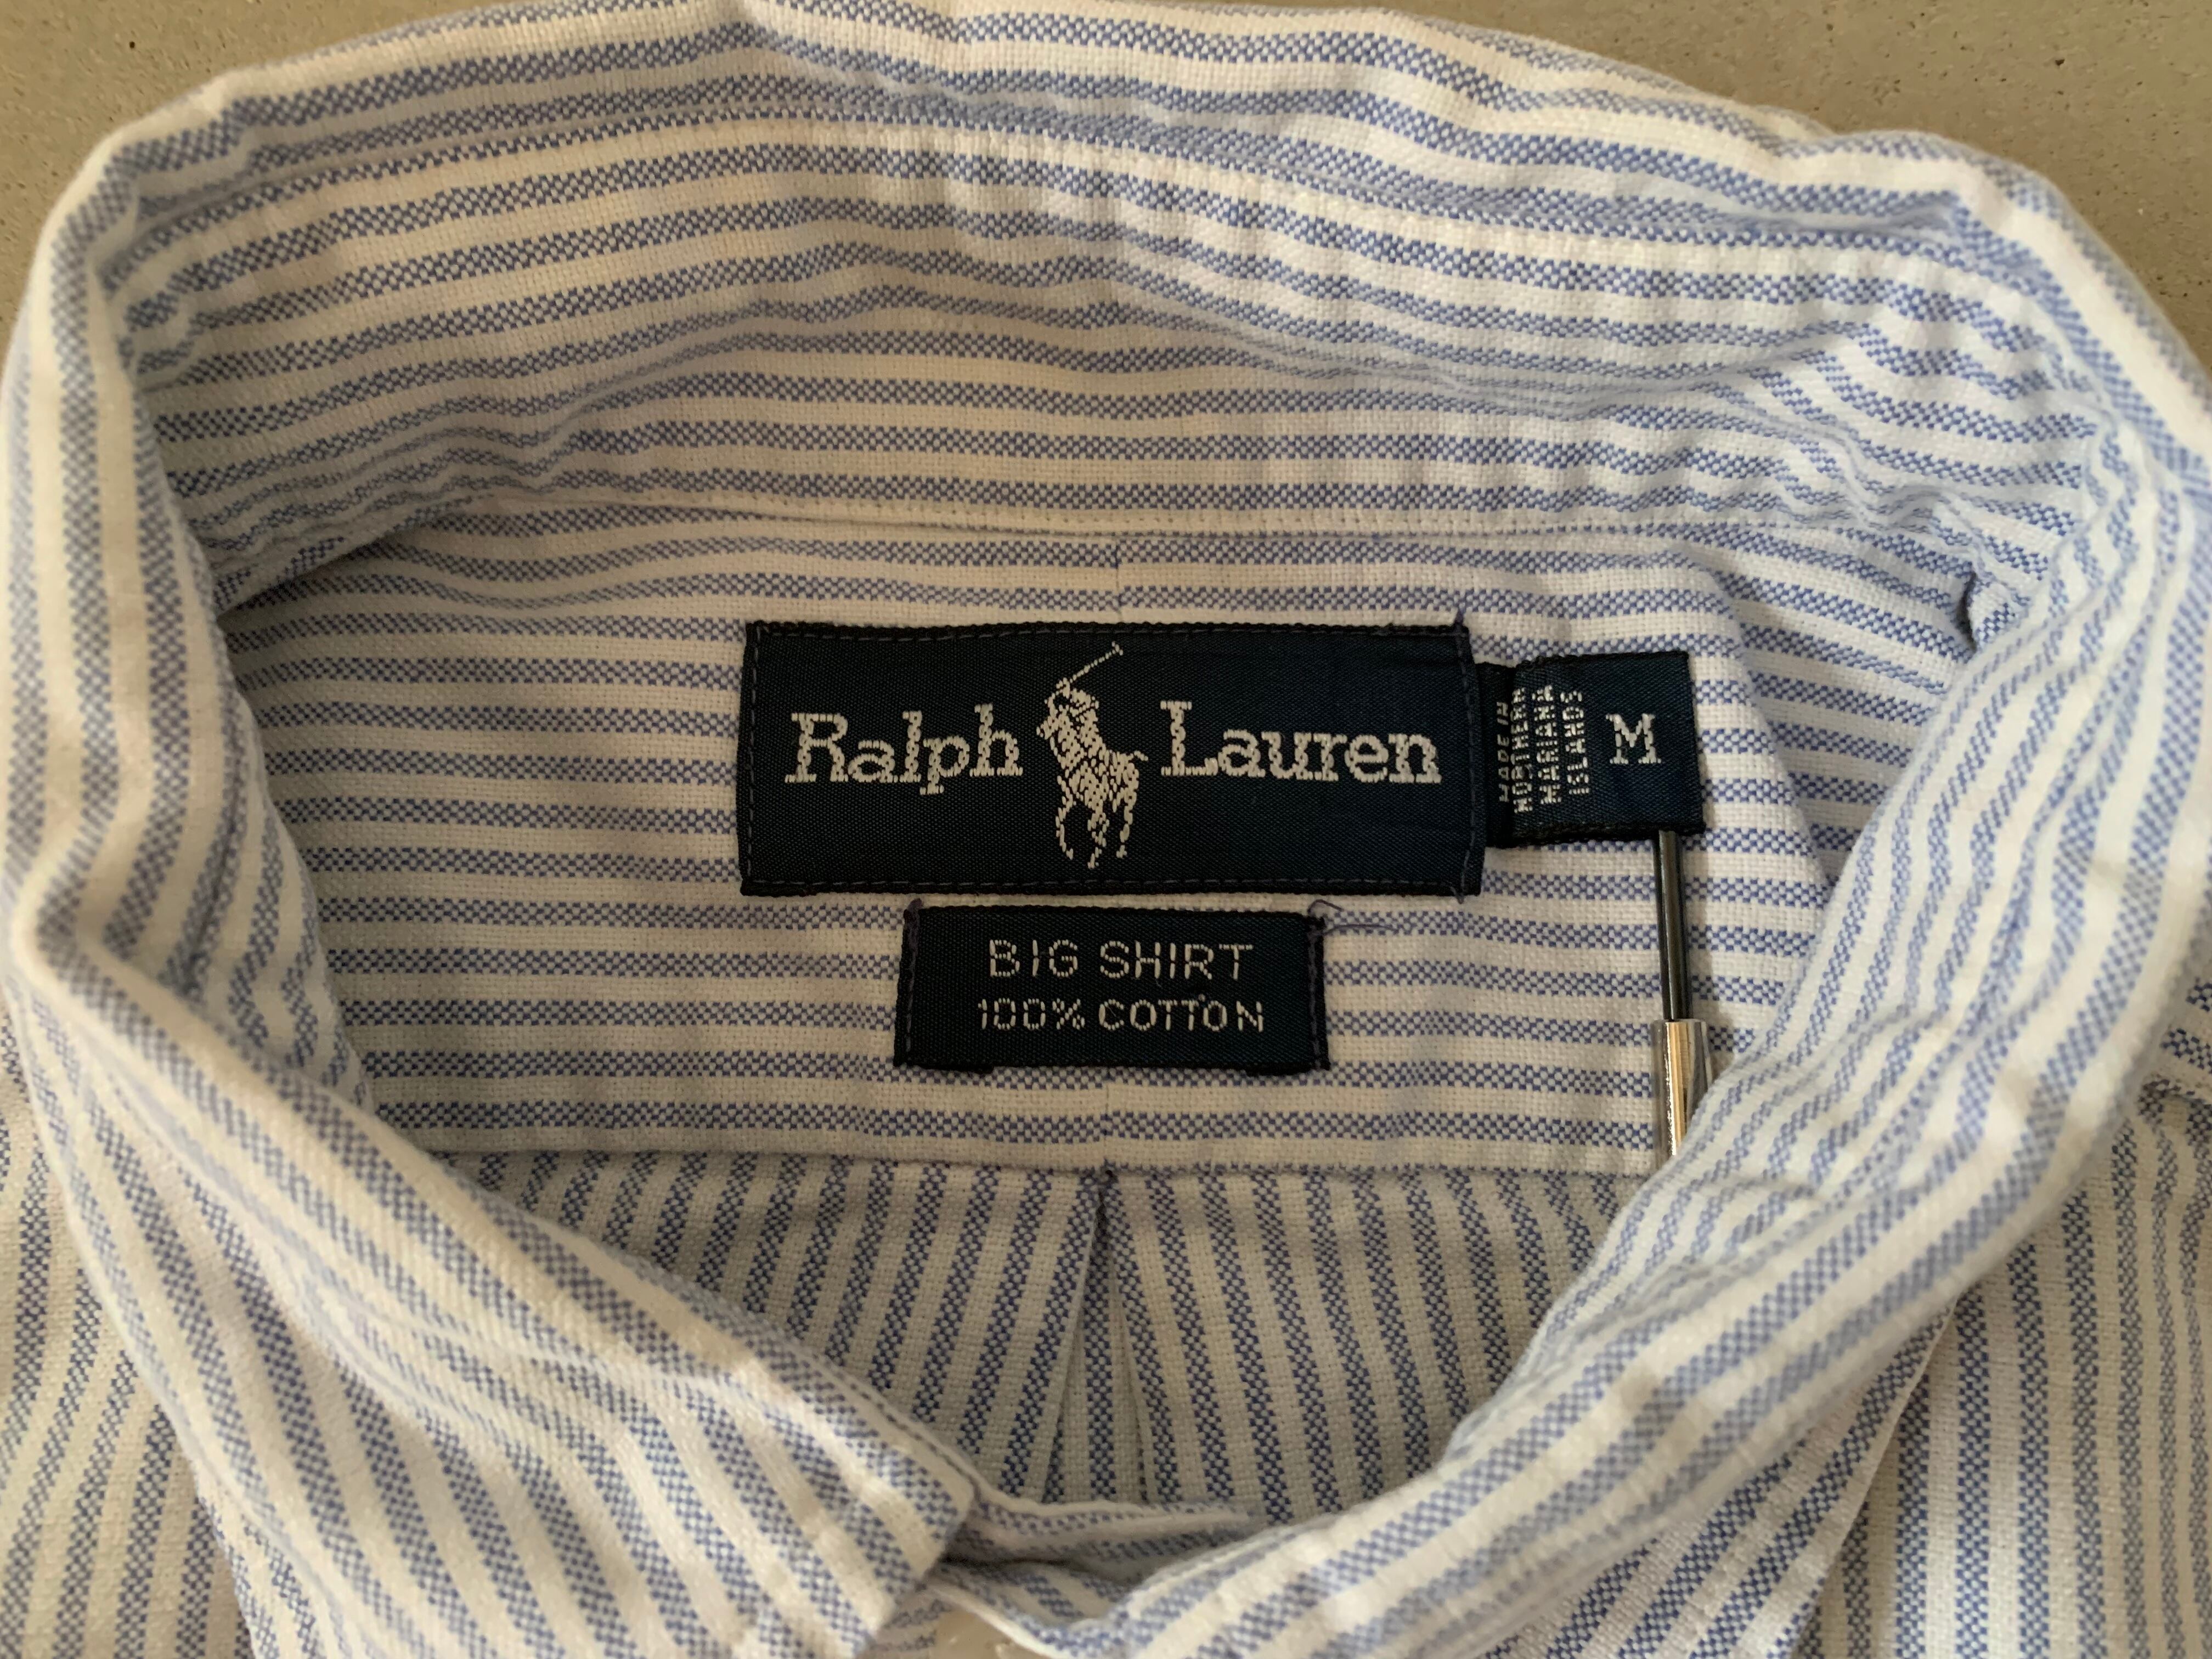 Ralph Lauren
MADE IN
NORTHERN
MARIANA
ISLANDS
M
BIG SHIRT
100% COTTON